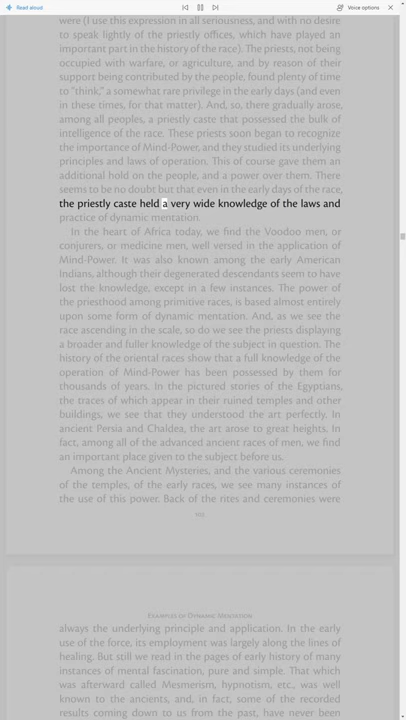 Read aloud
Voice options
were (I use this expression in all seriousness, and with no desire
to speak lightly of the priestly offices, which have played an
important part in the history of the race). The priests, not being
occupied with warfare, or agriculture, and by reason of their
support being contributed by the people, found plenty of time
to “think,” a somewhat rare privilege in the early days (and even
in these times, for that matter). And, so, there gradually arose,
among all peoples, a priestly caste that possessed the bulk of
intelligence of the race. These priests soon began to recognize
the importance of Mind-Power, and they studied its underlying
principles and laws of operation. This of course gave them an
additional hold on the people, and a power over them. There
seems to be no doubt but that even in the early days of the race,
the priestly caste held a very wide knowledge of the laws and
practice of dynamic mentation.
In the heart of Africa today, we find the Voodoo men, or
conjurers, or medicine men, well versed in the application of
Mind-Power. It was also known among the early American
Indians, although their degenerated descendants seem to have
lost the knowledge, except in a few instances. The power of
the priesthood among primitive races, is based almost entirely
upon some form of dynamic mentation. And, as we see the
race ascending in the scale, so do we see the priests displaying
a broader and fuller knowledge of the subject in question. The
history of the oriental races show that a full knowledge of the
operation of Mind-Power has been possessed by them for
thousands of years. In the pictured stories of the Egyptians,
the traces of which appear in their ruined temples and other
buildings, we see that they understood the art perfectly. In
ancient Persia and Chaldea, the art arose to great heights. In
fact, among all of the advanced ancient races of men, we find
an important place given to the subject before us.
Among the Ancient Mysteries, and the various ceremonies
of the temples, of the early races, we see many instances of
the use of this power. Back of the rites and ceremonies were
Examples of Dynamic Mentation
always the underlying principle and application. In the early
use of the force, its employment was largely along the lines of
healing. But still we read in the pages of early history of many
instances of mental fascination, pure and simple. That which
was afterward called Mesmerism, hypnotism, etc., was well
known to the ancients, and, in fact, some of the recorded
results coming down to us from the past, have never been